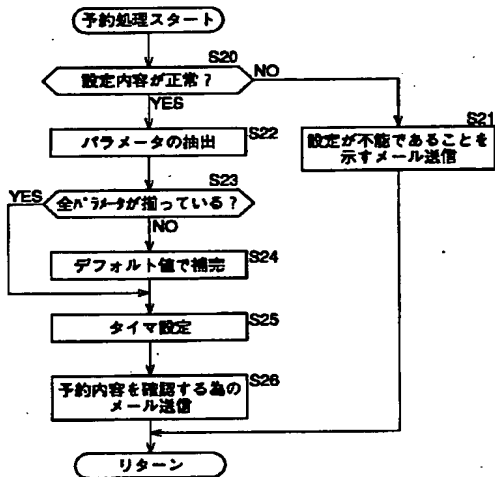 予約処理スタート
S20
設定内容が正常？
NO
YES
S21
設定が不能であることを
示すメール送信
S22
パラメータの抽出
S23
YES
全パラメータが揃っている？
NO
S24
デフォルト値で補完
S25
タイマ設定
S26
予約内容を確認する為の
メール送信
リターン